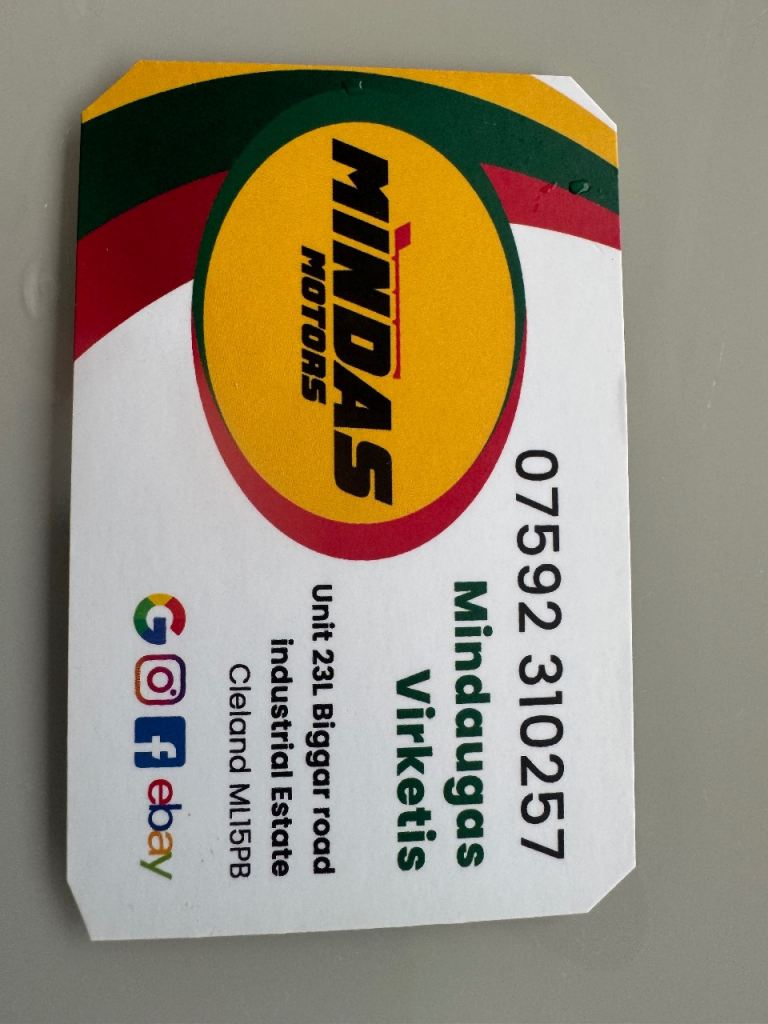 MINDAS
MOTORS
07592 310257
Mindaugas
Virketis
Unit 23L Biggar road
industrial Estate
Cleland ML15PB
G
f
ebay